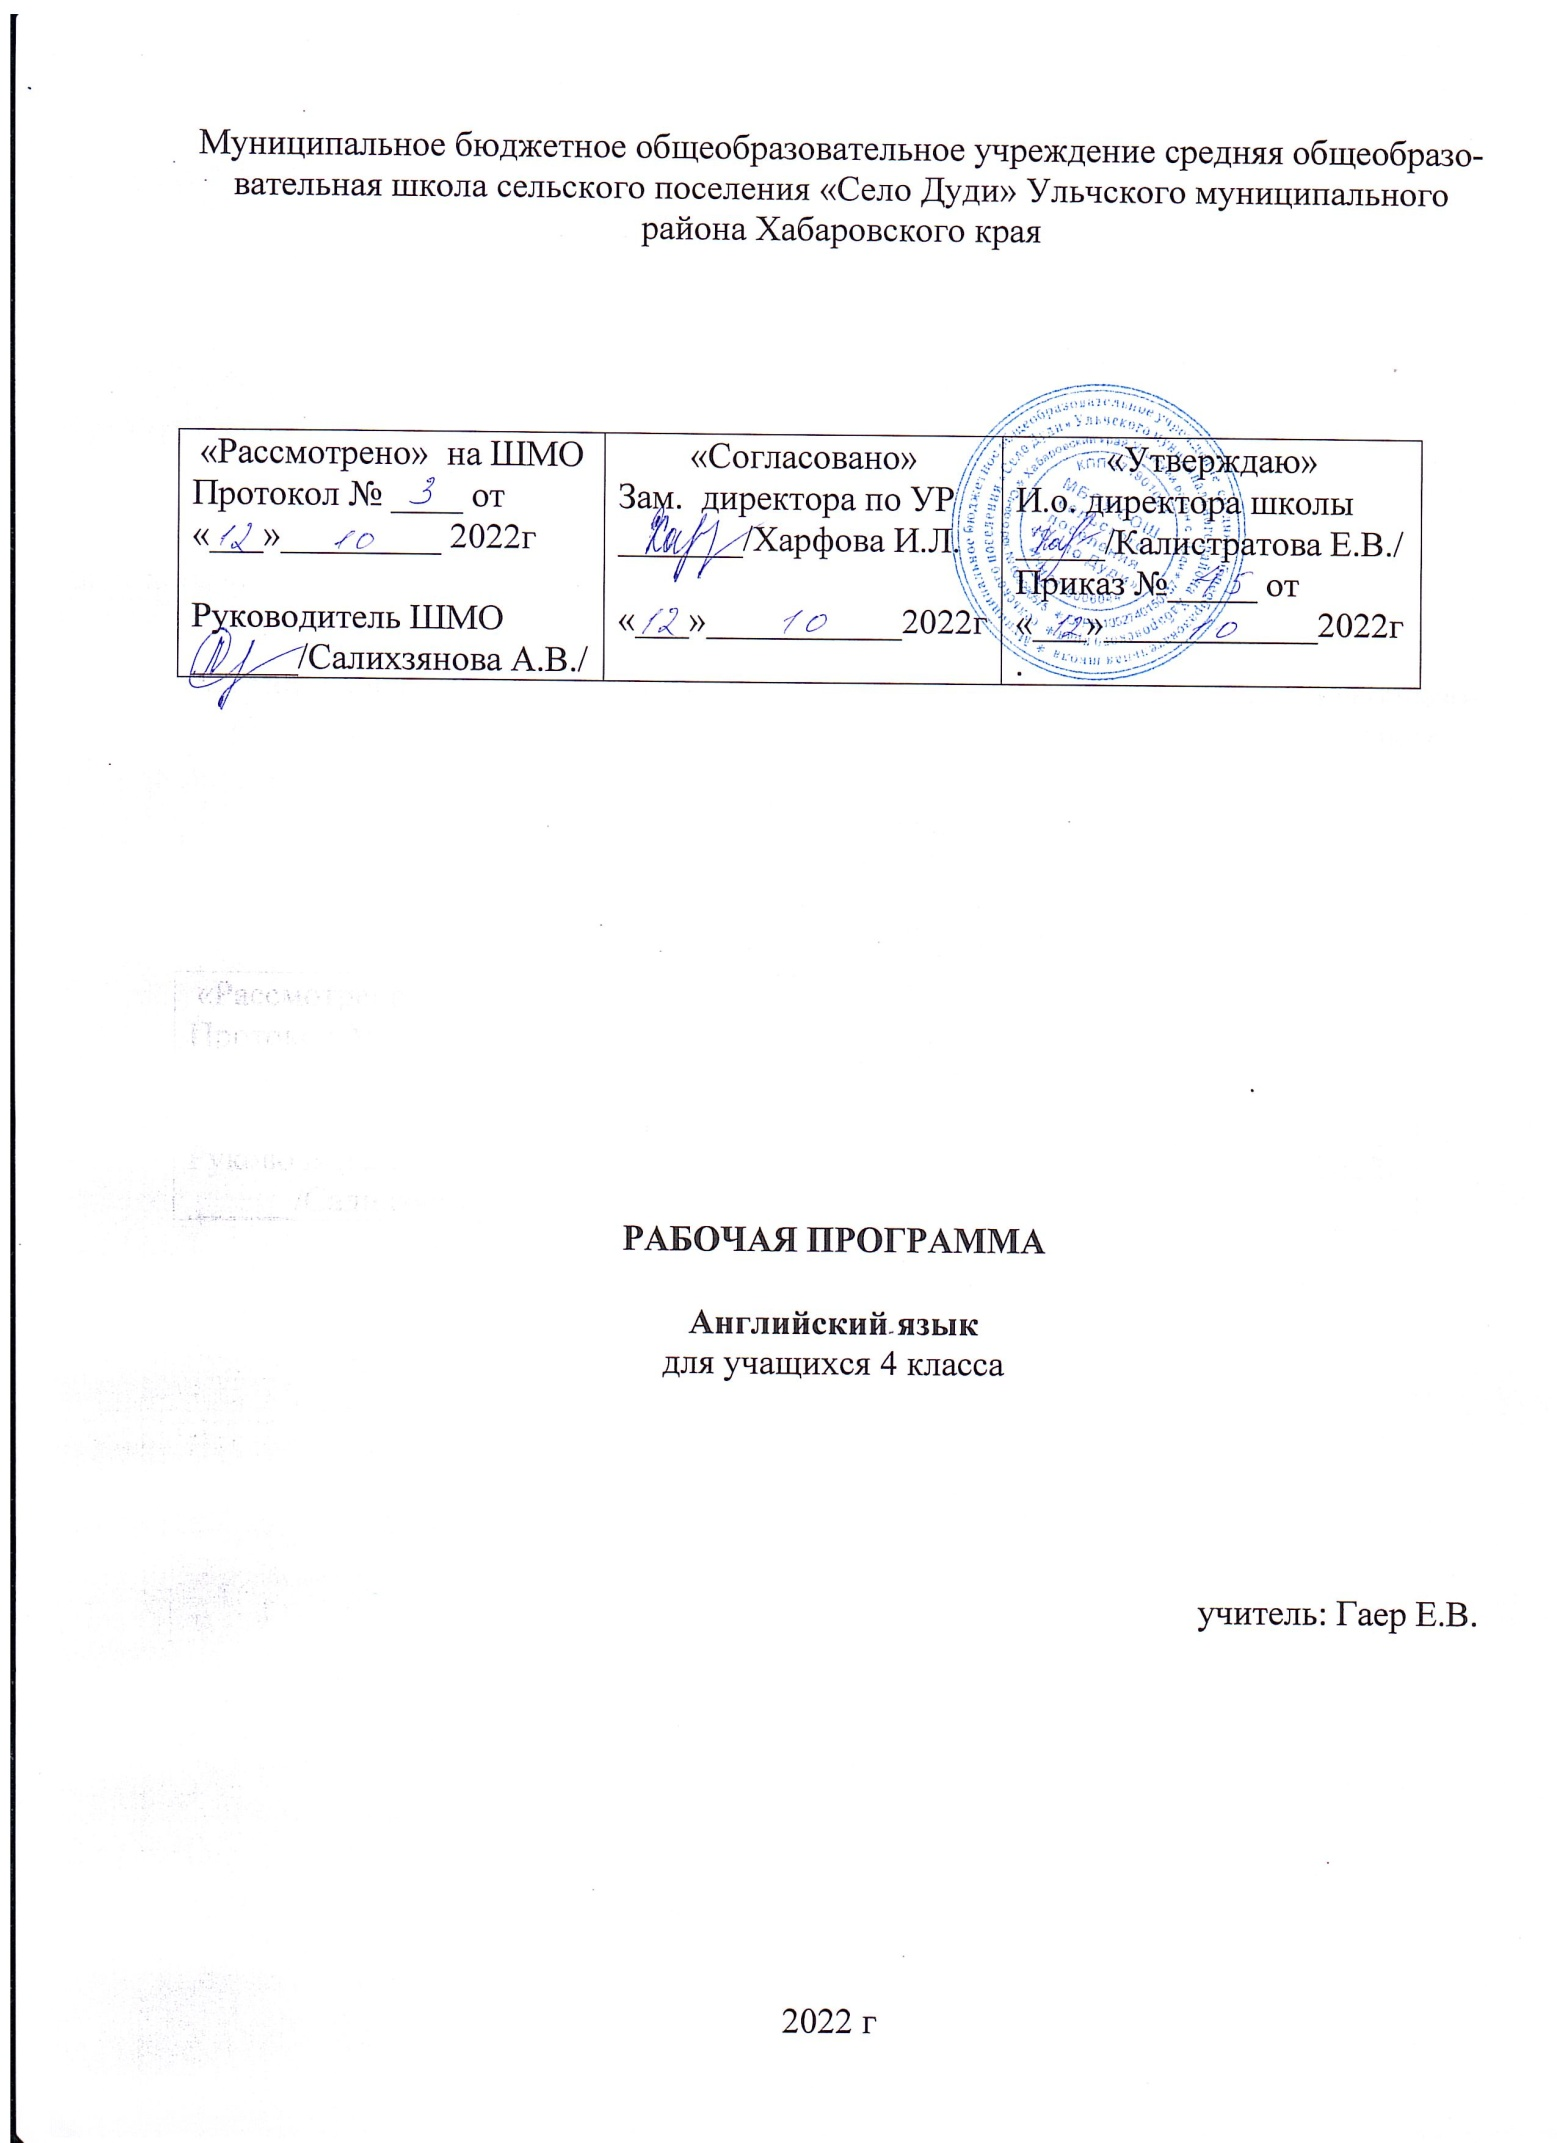 Муниципальное бюджетное общеобразовательное учреждение средняя общеобразо-
вательная школа сельского поселения «Село Дуди» Ульчского муниципального
района Хабаровского края
«Рассмотрено» на ШМО
Протокол № 3 от
«12» 10 2022г
Руководитель ШМО
/Салихзянова А.В./
«Согласовано»
Зам. директора по УР
/Харфова И.Л.
«12» 10 2022г
«Утверждаю»
И.о. директора школы
/Калистратова Е.В./
Приказ № 45 от
«12» 10 2022г
.
РАБОЧАЯ ПРОГРАММА
Английский язык
для учащихся 4 класса
учитель: Гаер Е.В.
2022 г